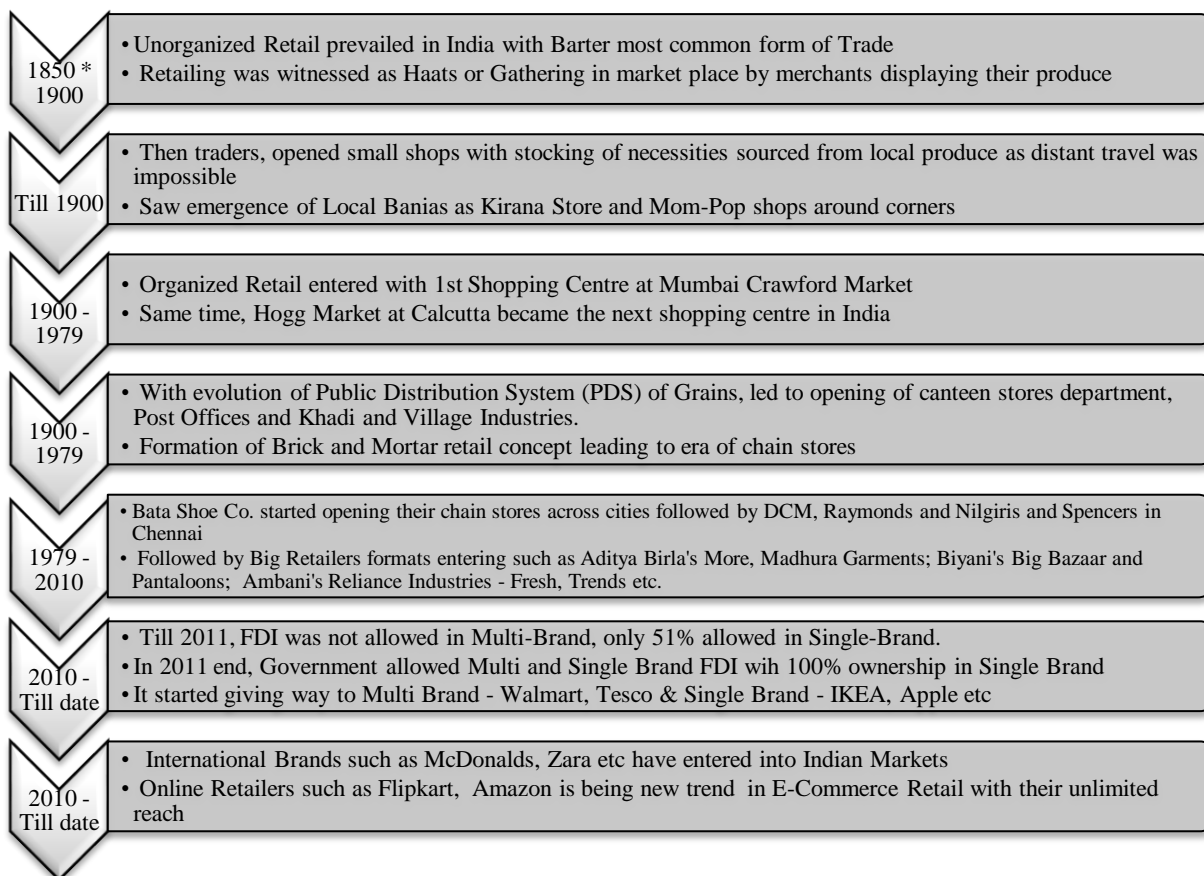 1850 *
1900
• Unorganized Retail prevailed in India with Barter most common form of Trade
• Retailing was witnessed as Haats or Gathering in market place by merchants displaying their produce
Till 1900
• Then traders, opened small shops with stocking of necessities sourced from local produce as distant travel was
impossible
• Saw emergence of Local Banias as Kirana Store and Mom-Pop shops around corners
1900 -
1979
• Organized Retail entered with 1st Shopping Centre at Mumbai Crawford Market
• Same time, Hogg Market at Calcutta became the next shopping centre in India
1900 -
1979
• With evolution of Public Distribution System (PDS) of Grains, led to opening of canteen stores department,
Post Offices and Khadi and Village Industries.
• Formation of Brick and Mortar retail concept leading to era of chain stores
1979 -
2010
• Bata Shoe Co. started opening their chain stores across cities followed by DCM, Raymonds and Nilgiris and Spencers in
Chennai
• Followed by Big Retailers formats entering such as Aditya Birla's More, Madhura Garments; Biyani's Big Bazaar and
Pantaloons; Ambani's Reliance Industries - Fresh, Trends etc.
2010 -
Till date
• Till 2011, FDI was not allowed in Multi-Brand, only 51% allowed in Single-Brand.
• In 2011 end, Government allowed Multi and Single Brand FDI wih 100% ownership in Single Brand
• It started giving way to Multi Brand - Walmart, Tesco & Single Brand - IKEA, Apple etc
2010 -
Till date
• International Brands such as McDonalds, Zara etc have entered into Indian Markets
• Online Retailers such as Flipkart, Amazon is being new trend in E-Commerce Retail with their unlimited
reach